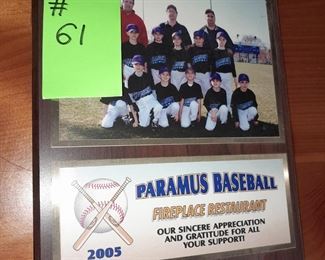 #
61
PARAMUS BASEBALL
FIREPLACE RESTAURANT
OUR SINCERE APPRECIATION
AND GRATITUDE FOR ALL
YOUR SUPPORT!
2005